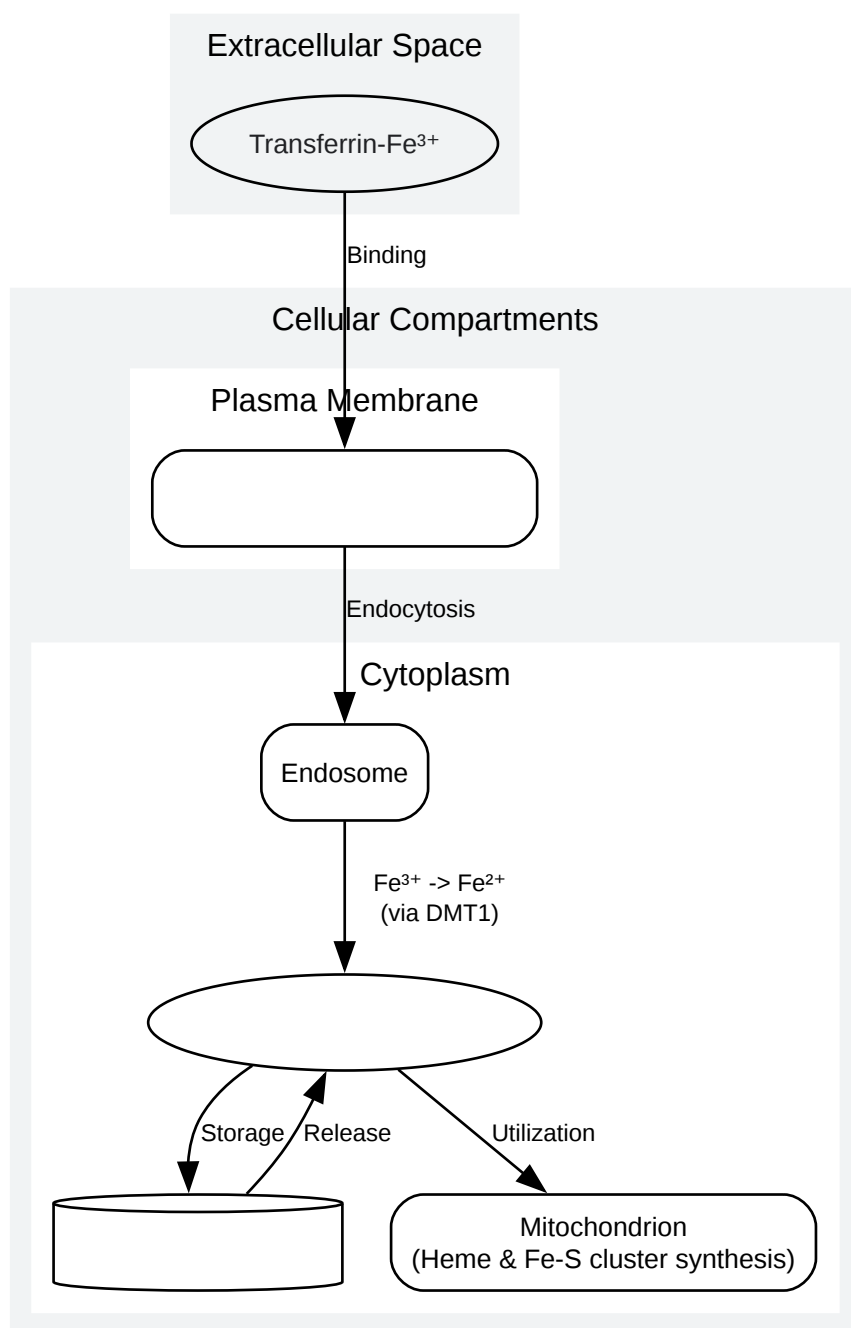 Extracellular Space
Transferrin-Fe³⁺
Binding
Cellular Compartments
Plasma Membrane
Endocytosis
Cytoplasm
Endosome
Fe³⁺ -> Fe²⁺
(via DMT1)
Storage
Release
Utilization
Mitochondrion
(Heme & Fe-S cluster synthesis)